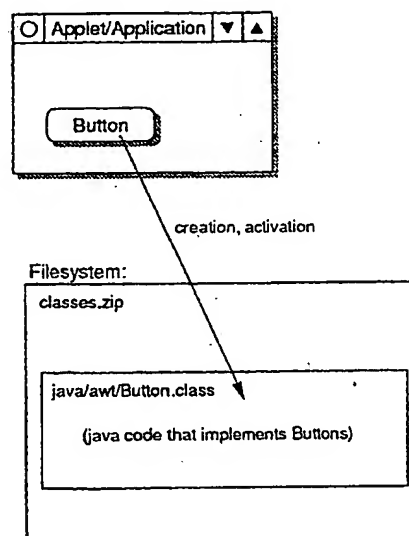 Applet/Application
Button
creation, activation
Filesystem:
classes.zip
java/awt/Button.class
(java code that implements Buttons)